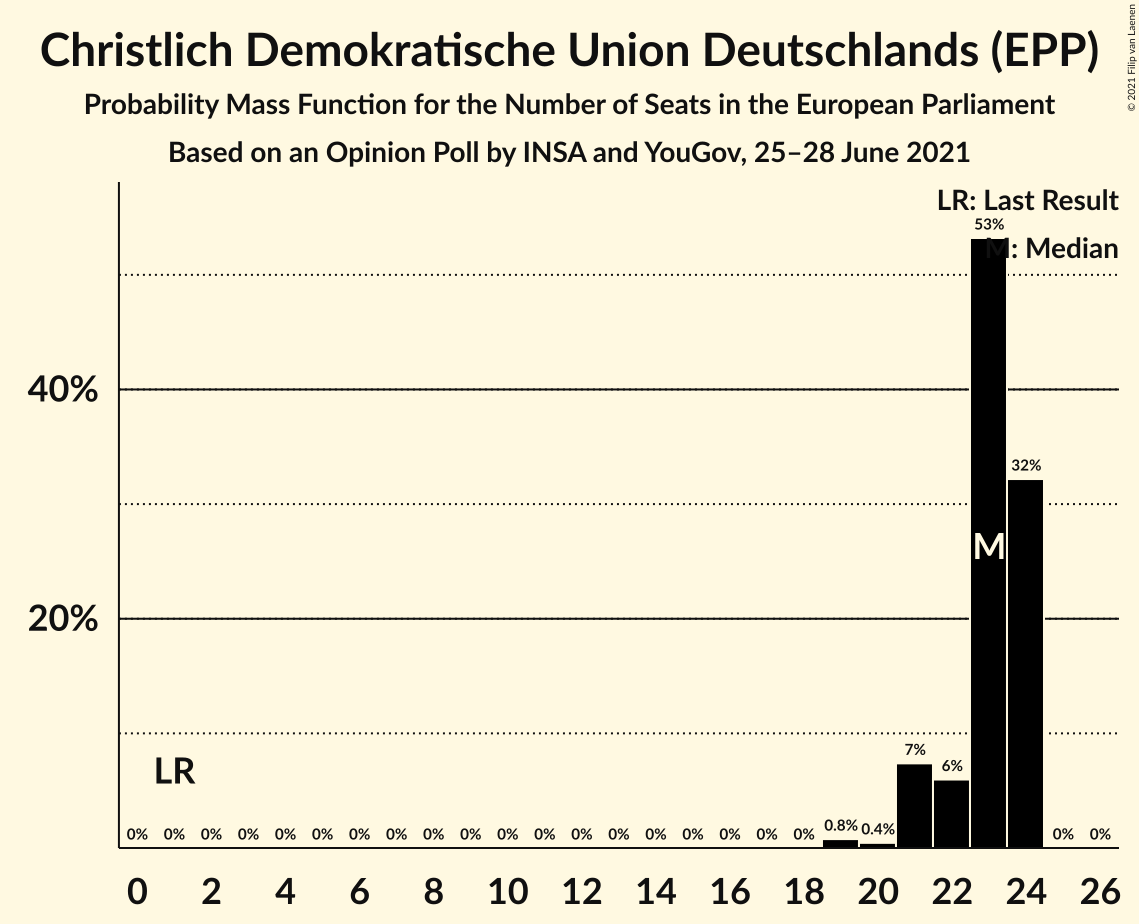 Christlich Demokratische Union Deutschlands (EPP)
Probability Mass Function for the Number of Seats in the European Parliament
Based on an Opinion Poll by INSA and YouGov, 25–28 June 2021
© 2021 Filip van Laenen
LR: Last Result
53%
M: Median
40%
32%
M
20%
7%
6%
LR
0% 0% 0% 0% 0% 0% 0% 0% 0% 0% 0% 0% 0% 0% 0% 0% 0% 0% 0% 0.8% 0.4% 0% 0%
0 2 4 6 8 10 12 14 16 18 20 22 24 26